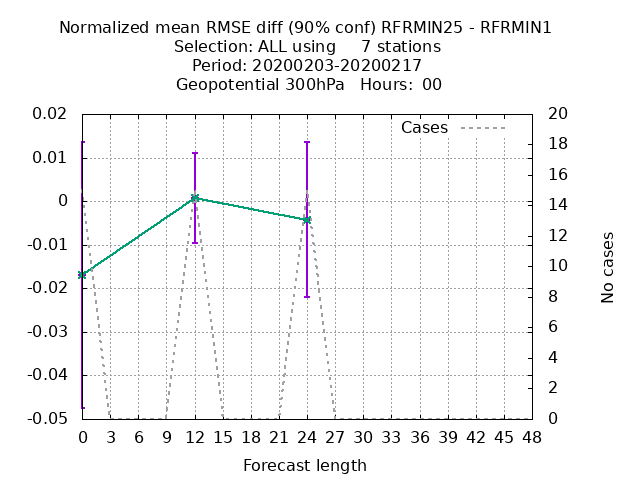 Normalized mean RMSE diff (90% conf) RFRMIN25 - RFRMIN1
Selection: ALL using 7 stations
Period: 20200203-20200217
Geopotential 300hPa Hours: 00
Cases
0.02
0.01
0
-0.01
-0.02
-0.03
-0.04
-0.05
20
18
16
14
12
10
8
6
4
2
0
No cases
0 3 6 9 12 15 18 21 24 27 30 33 36 39 42 45 48
Forecast length